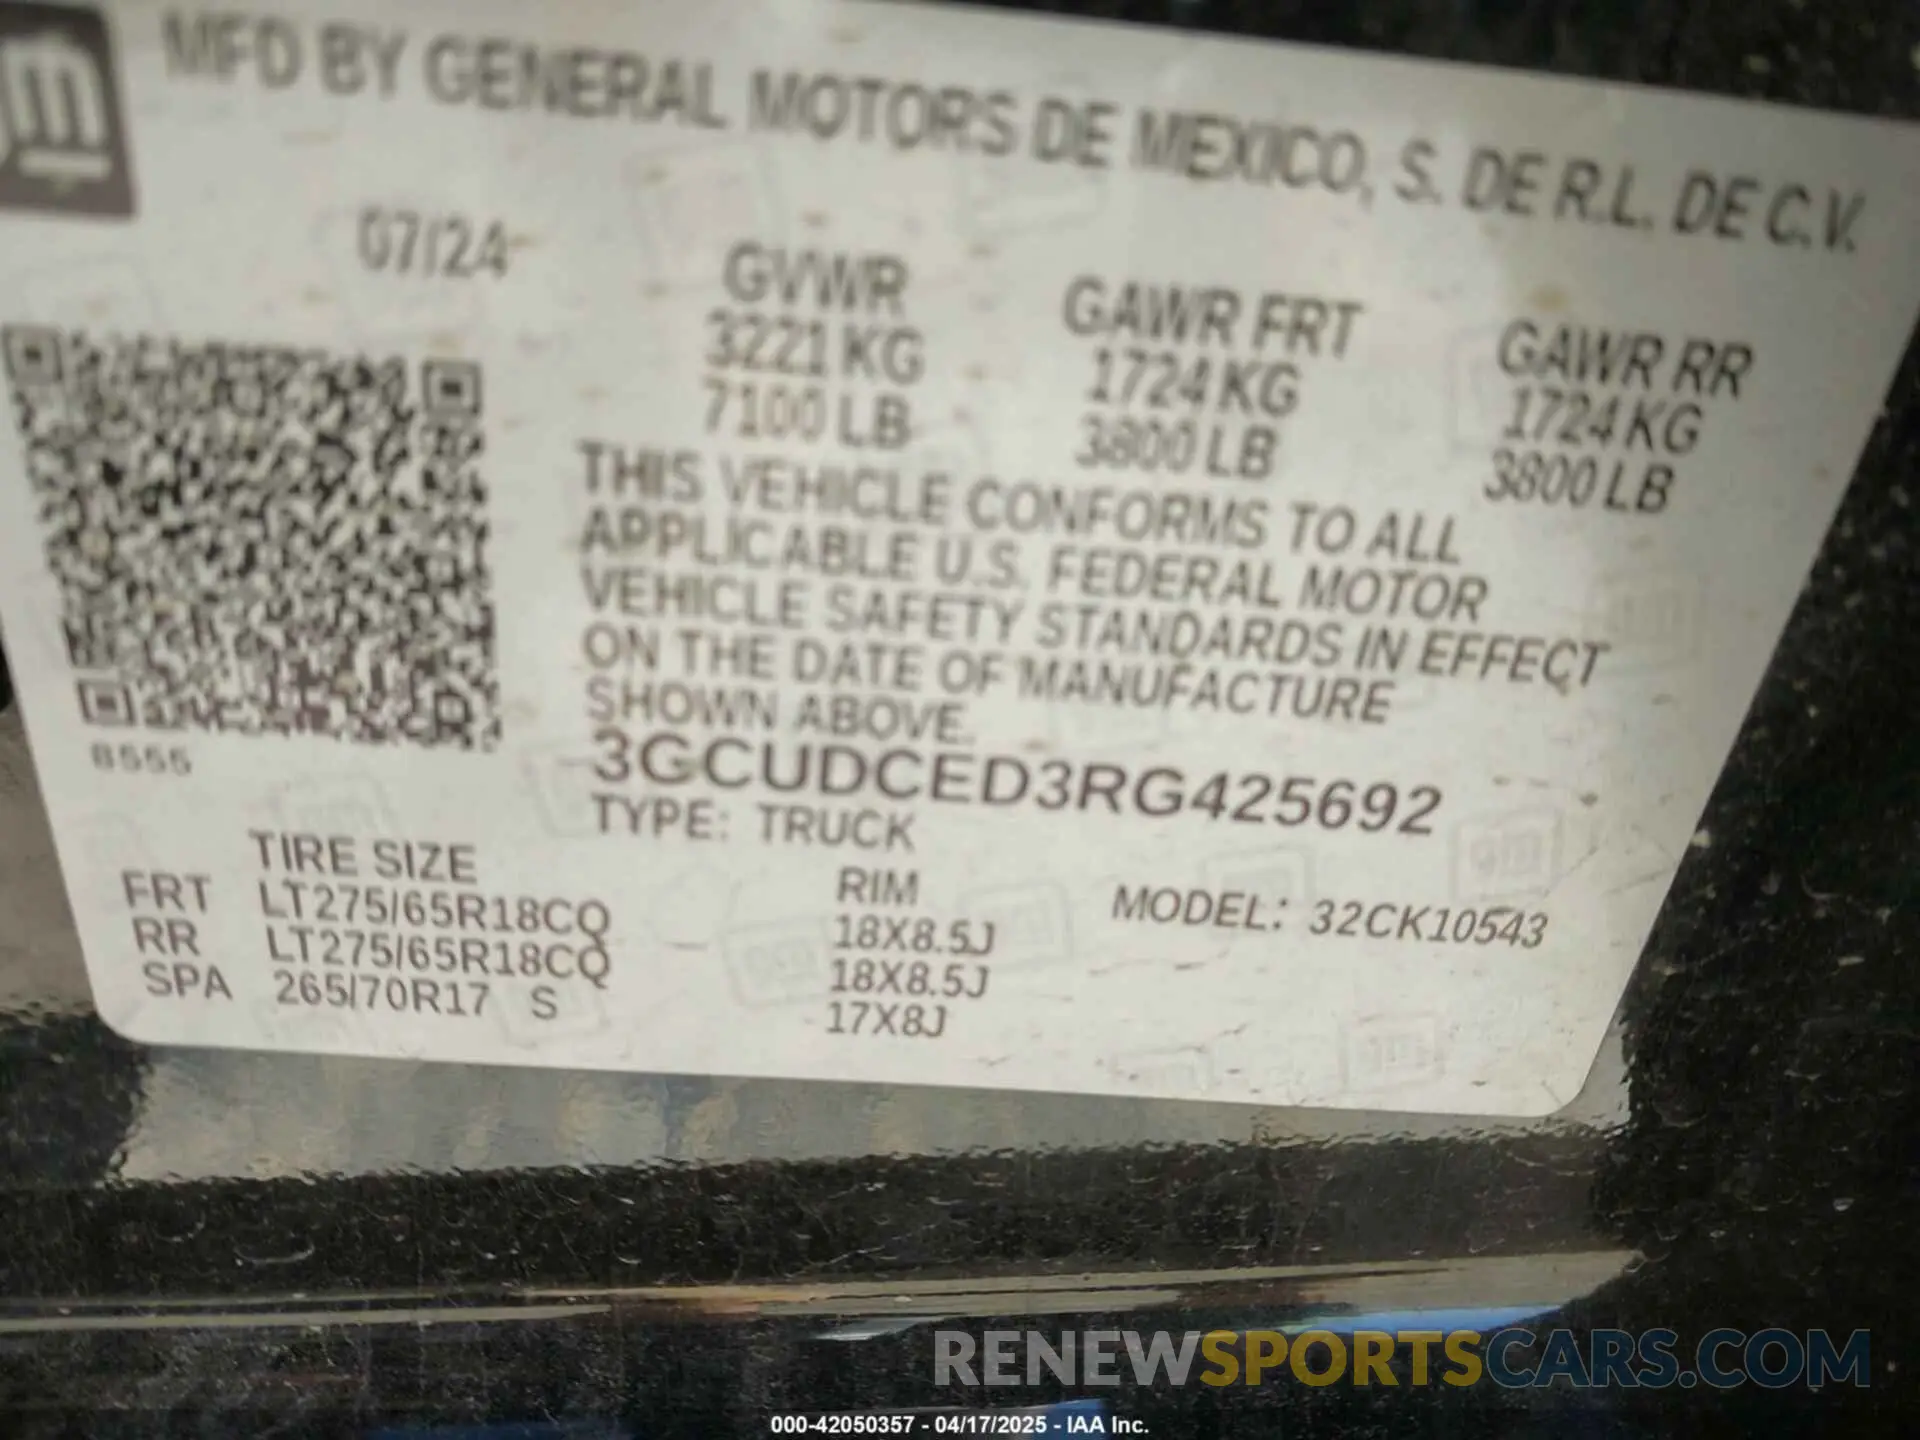 gm
MFD BY GENERAL MOTORS DE MEXICO, S. DE R.L. DE C.V.
07/24
GVWR
3221 KG
7100 LB
GAWR FRT
1724 KG
3800 LB
GAWR RR
1724 KG
3800 LB
THIS VEHICLE CONFORMS TO ALL
APPLICABLE U.S. FEDERAL MOTOR
VEHICLE SAFETY STANDARDS IN EFFECT
ON THE DATE OF MANUFACTURE
SHOWN ABOVE.
8555
3GCUDCED3RG425692
TYPE: TRUCK
TIRE SIZE RIM
FRT LT275/65R18CQ 18X8.5J
RR LT275/65R18CQ 18X8.5J
SPA 265/70R17 S 17X8J
MODEL: 32CK10543
RENEWSPORTSCARS.COM
000-42050357 - 04/17/2025 - IAA Inc.